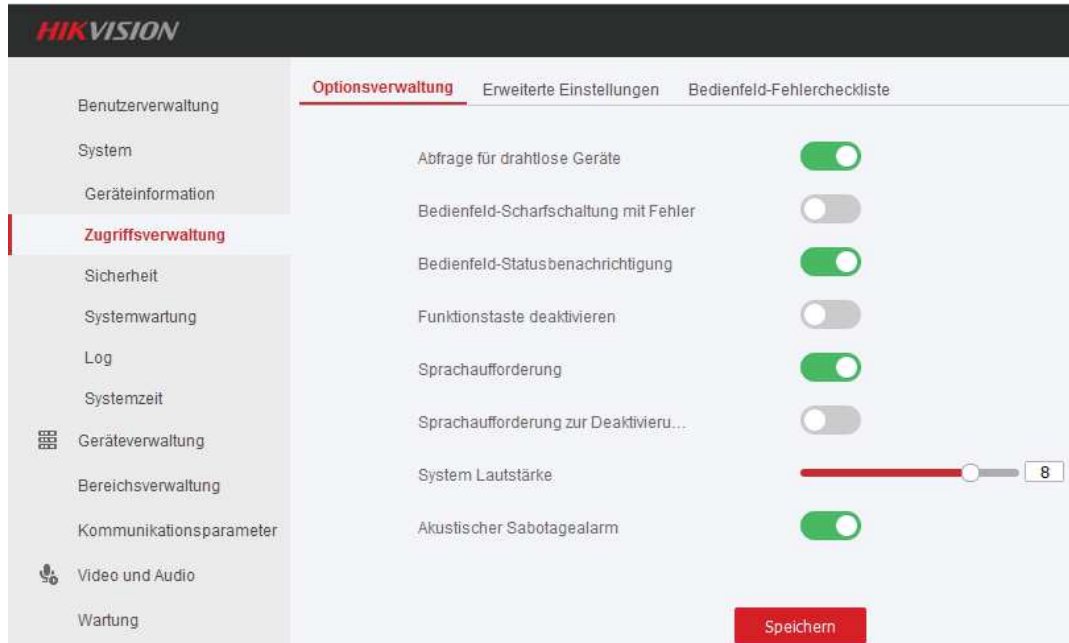 HIKVISION
Benutzerverwaltung
System
Geräteinformation
Zugriffsverwaltung
Sicherheit
Systemwartung
Log
Systemzeit
Geräteverwaltung
Bereichsverwaltung
Kommunikationsparameter
Video und Audio
Wartung
Optionsverwaltung Erweiterte Einstellungen Bedienfeld-Fehlercheckliste
Abfrage für drahtlose Geräte
Bedienfeld-Scharfschaltung mit Fehler
Bedienfeld-Statusbenachrichtigung
Funktionstaste deaktivieren
Sprachaufforderung
Sprachaufforderung zur Deaktivieru...
System Lautstärke 8
Akustischer Sabotagealarm
Speichern